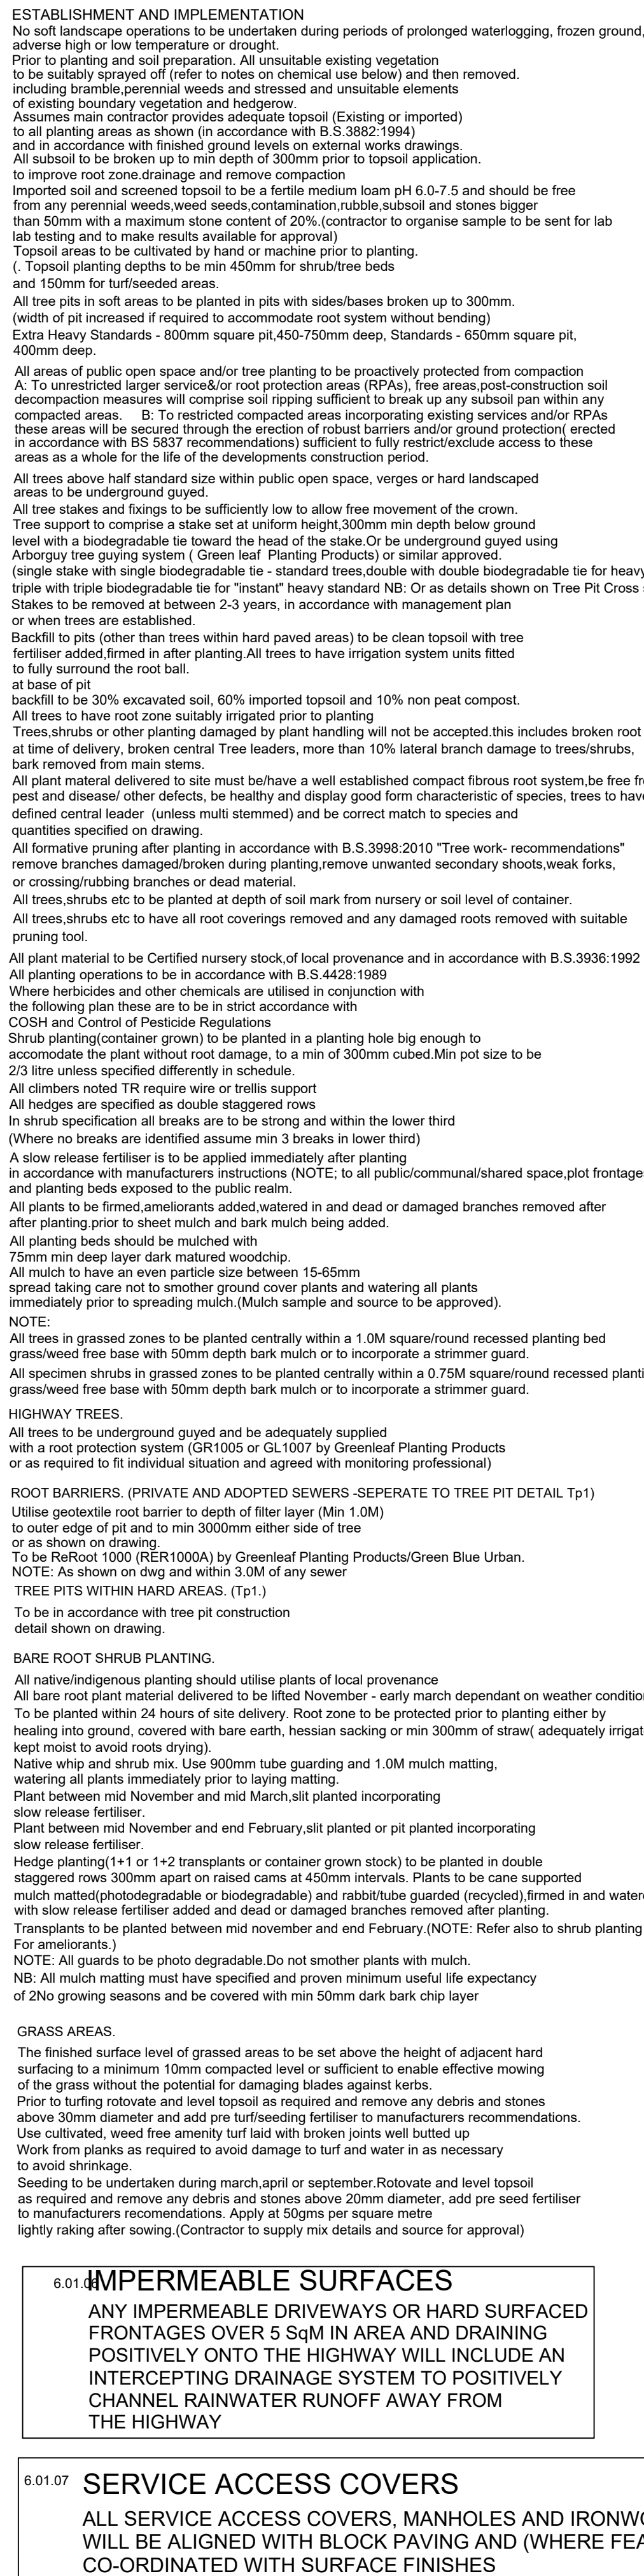 ESTABLISHMENT AND IMPLEMENTATION
No soft landscape operations to be undertaken during periods of prolonged waterlogging, frozen ground,
adverse high or low temperature or drought.
Prior to planting and soil preparation. All unsuitable existing vegetation
to be suitably sprayed off (refer to notes on chemical use below) and then removed.
including bramble,perennial weeds and stressed and unsuitable elements
of existing boundary vegetation and hedgerow.
Assumes main contractor provides adequate topsoil (Existing or imported)
to all planting areas as shown (in accordance with B.S.3882:1994)
and in accordance with finished ground levels on external works drawings.
All subsoil to be broken up to min depth of 300mm prior to topsoil application.
to improve root zone.drainage and remove compaction
Imported soil and screened topsoil to be a fertile medium loam pH 6.0-7.5 and should be free
from any perennial weeds,weed seeds,contamination,rubble,subsoil and stones bigger
than 50mm with a maximum stone content of 20%.(contractor to organise sample to be sent for lab
lab testing and to make results available for approval)
Topsoil areas to be cultivated by hand or machine prior to planting.
(. Topsoil planting depths to be min 450mm for shrub/tree beds
and 150mm for turf/seeded areas.
All tree pits in soft areas to be planted in pits with sides/bases broken up to 300mm.
(width of pit increased if required to accommodate root system without bending)
Extra Heavy Standards - 800mm square pit,450-750mm deep, Standards - 650mm square pit,
400mm deep.
All areas of public open space and/or tree planting to be proactively protected from compaction
A: To unrestricted larger service&/or root protection areas (RPAs), free areas,post-construction soil
decompaction measures will comprise soil ripping sufficient to break up any subsoil pan within any
compacted areas. B: To restricted compacted areas incorporating existing services and/or RPAs
these areas will be secured through the erection of robust barriers and/or ground protection( erected
in accordance with BS 5837 recommendations) sufficient to fully restrict/exclude access to these
areas as a whole for the life of the developments construction period.
All trees above half standard size within public open space, verges or hard landscaped
areas to be underground guyed.
All tree stakes and fixings to be sufficiently low to allow free movement of the crown.
Tree support to comprise a stake set at uniform height,300mm min depth below ground
level with a biodegradable tie toward the head of the stake.Or be underground guyed using
Arborguy tree guying system ( Green leaf Planting Products) or similar approved.
(single stake with single biodegradable tie - standard trees,double with double biodegradable tie for heavy
triple with triple biodegradable tie for "instant" heavy standard NB: Or as details shown on Tree Pit Cross
Stakes to be removed at between 2-3 years, in accordance with management plan
or when trees are established.
Backfill to pits (other than trees within hard paved areas) to be clean topsoil with tree
fertiliser added,firmed in after planting.All trees to have irrigation system units fitted
to fully surround the root ball.
at base of pit
backfill to be 30% excavated soil, 60% imported topsoil and 10% non peat compost.
All trees to have root zone suitably irrigated prior to planting
Trees,shrubs or other planting damaged by plant handling will not be accepted.this includes broken root
at time of delivery, broken central Tree leaders, more than 10% lateral branch damage to trees/shrubs,
bark removed from main stems.
All plant materal delivered to site must be/have a well established compact fibrous root system,be free
pest and disease/ other defects, be healthy and display good form characteristic of species, trees to have
defined central leader (unless multi stemmed) and be correct match to species and
quantities specified on drawing.
All formative pruning after planting in accordance with B.S.3998:2010 "Tree work- recommendations"
remove branches damaged/broken during planting,remove unwanted secondary shoots,weak forks,
or crossing/rubbing branches or dead material.
All trees,shrubs etc to be planted at depth of soil mark from nursery or soil level of container.
All trees,shrubs etc to have all root coverings removed and any damaged roots removed with suitable
pruning tool.
All plant material to be Certified nursery stock,of local provenance and in accordance with B.S.3936:1992
All planting operations to be in accordance with B.S.4428:1989
Where herbicides and other chemicals are utilised in conjunction with
the following plan these are to be in strict accordance with
COSH and Control of Pesticide Regulations
Shrub planting(container grown) to be planted in a planting hole big enough to
accomodate the plant without root damage, to a min of 300mm cubed.Min pot size to be
2/3 litre unless specified differently in schedule.
All climbers noted TR require wire or trellis support
All hedges are specified as double staggered rows
In shrub specification all breaks are to be strong and within the lower third
(Where no breaks are identified assume min 3 breaks in lower third)
A slow release fertiliser is to be applied immediately after planting
in accordance with manufacturers instructions (NOTE; to all public/communal/shared space,plot frontages
and planting beds exposed to the public realm.
All plants to be firmed,ameliorants added,watered in and dead or damaged branches removed after
after planting.prior to sheet mulch and bark mulch being added.
All planting beds should be mulched with
75mm min deep layer dark matured woodchip.
All mulch to have an even particle size between 15-65mm
spread taking care not to smother ground cover plants and watering all plants
immediately prior to spreading mulch.(Mulch sample and source to be approved).
NOTE:
All trees in grassed zones to be planted centrally within a 1.0M square/round recessed planting bed
grass/weed free base with 50mm depth bark mulch or to incorporate a strimmer guard.
All specimen shrubs in grassed zones to be planted centrally within a 0.75M square/round recessed planti
grass/weed free base with 50mm depth bark mulch or to incorporate a strimmer guard.
HIGHWAY TREES.
All trees to be underground guyed and be adequately supplied
with a root protection system (GR1005 or GL1007 by Greenleaf Planting Products
or as required to fit individual situation and agreed with monitoring professional)
ROOT BARRIERS. (PRIVATE AND ADOPTED SEWERS -SEPERATE TO TREE PIT DETAIL Tp1)
Utilise geotextile root barrier to depth of filter layer (Min 1.0M)
to outer edge of pit and to min 3000mm either side of tree
or as shown on drawing.
To be ReRoot 1000 (RER1000A) by Greenleaf Planting Products/Green Blue Urban.
NOTE: As shown on dwg and within 3.0M of any sewer
TREE PITS WITHIN HARD AREAS. (Tp1.)
To be in accordance with tree pit construction
detail shown on drawing.
BARE ROOT SHRUB PLANTING.
All native/indigenous planting should utilise plants of local provenance
All bare root plant material delivered to be lifted November - early march dependant on weather conditio
To be planted within 24 hours of site delivery. Root zone to be protected prior to planting either by
healing into ground, covered with bare earth, hessian sacking or min 300mm of straw( adequately irrigat
kept moist to avoid roots drying).
Native whip and shrub mix. Use 900mm tube guarding and 1.0M mulch matting,
watering all plants immediately prior to laying matting.
Plant between mid November and mid March,slit planted incorporating
slow release fertiliser.
Plant between mid November and end February,slit planted or pit planted incorporating
slow release fertiliser.
Hedge planting(1+1 or 1+2 transplants or container grown stock) to be planted in double
staggered rows 300mm apart on raised cams at 450mm intervals. Plants to be cane supported
mulch matted(photodegradable or biodegradable) and rabbit/tube guarded (recycled),firmed in and watere
with slow release fertiliser added and dead or damaged branches removed after planting.
Transplants to be planted between mid november and end February.(NOTE: Refer also to shrub planting
For ameliorants.)
NOTE: All guards to be photo degradable.Do not smother plants with mulch.
NB: All mulch matting must have specified and proven minimum useful life expectancy
of 2No growing seasons and be covered with min 50mm dark bark chip layer
GRASS AREAS.
The finished surface level of grassed areas to be set above the height of adjacent hard
surfacing to a minimum 10mm compacted level or sufficient to enable effective mowing
of the grass without the potential for damaging blades against kerbs.
Prior to turfing rotovate and level topsoil as required and remove any debris and stones
above 30mm diameter and add pre turf/seeding fertiliser to manufacturers recommendations.
Use cultivated, weed free amenity turf laid with broken joints well butted up
Work from planks as required to avoid damage to turf and water in as necessary
to avoid shrinkage.
Seeding to be undertaken during march,april or september.Rotovate and level topsoil
as required and remove any debris and stones above 20mm diameter, add pre seed fertiliser
to manufacturers recomendations. Apply at 50gms per square metre
lightly raking after sowing.(Contractor to supply mix details and source for approval)
6.01.06 IMPERMEABLE SURFACES
ANY IMPERMEABLE DRIVEWAYS OR HARD SURFACED
FRONTAGES OVER 5 SqM IN AREA AND DRAINING
POSITIVELY ONTO THE HIGHWAY WILL INCLUDE AN
INTERCEPTING DRAINAGE SYSTEM TO POSITIVELY
CHANNEL RAINWATER RUNOFF AWAY FROM
THE HIGHWAY
6.01.07 SERVICE ACCESS COVERS
ALL SERVICE ACCESS COVERS, MANHOLES AND IRONWO
WILL BE ALIGNED WITH BLOCK PAVING AND (WHERE FEA
CO-ORDINATED WITH SURFACE FINISHES